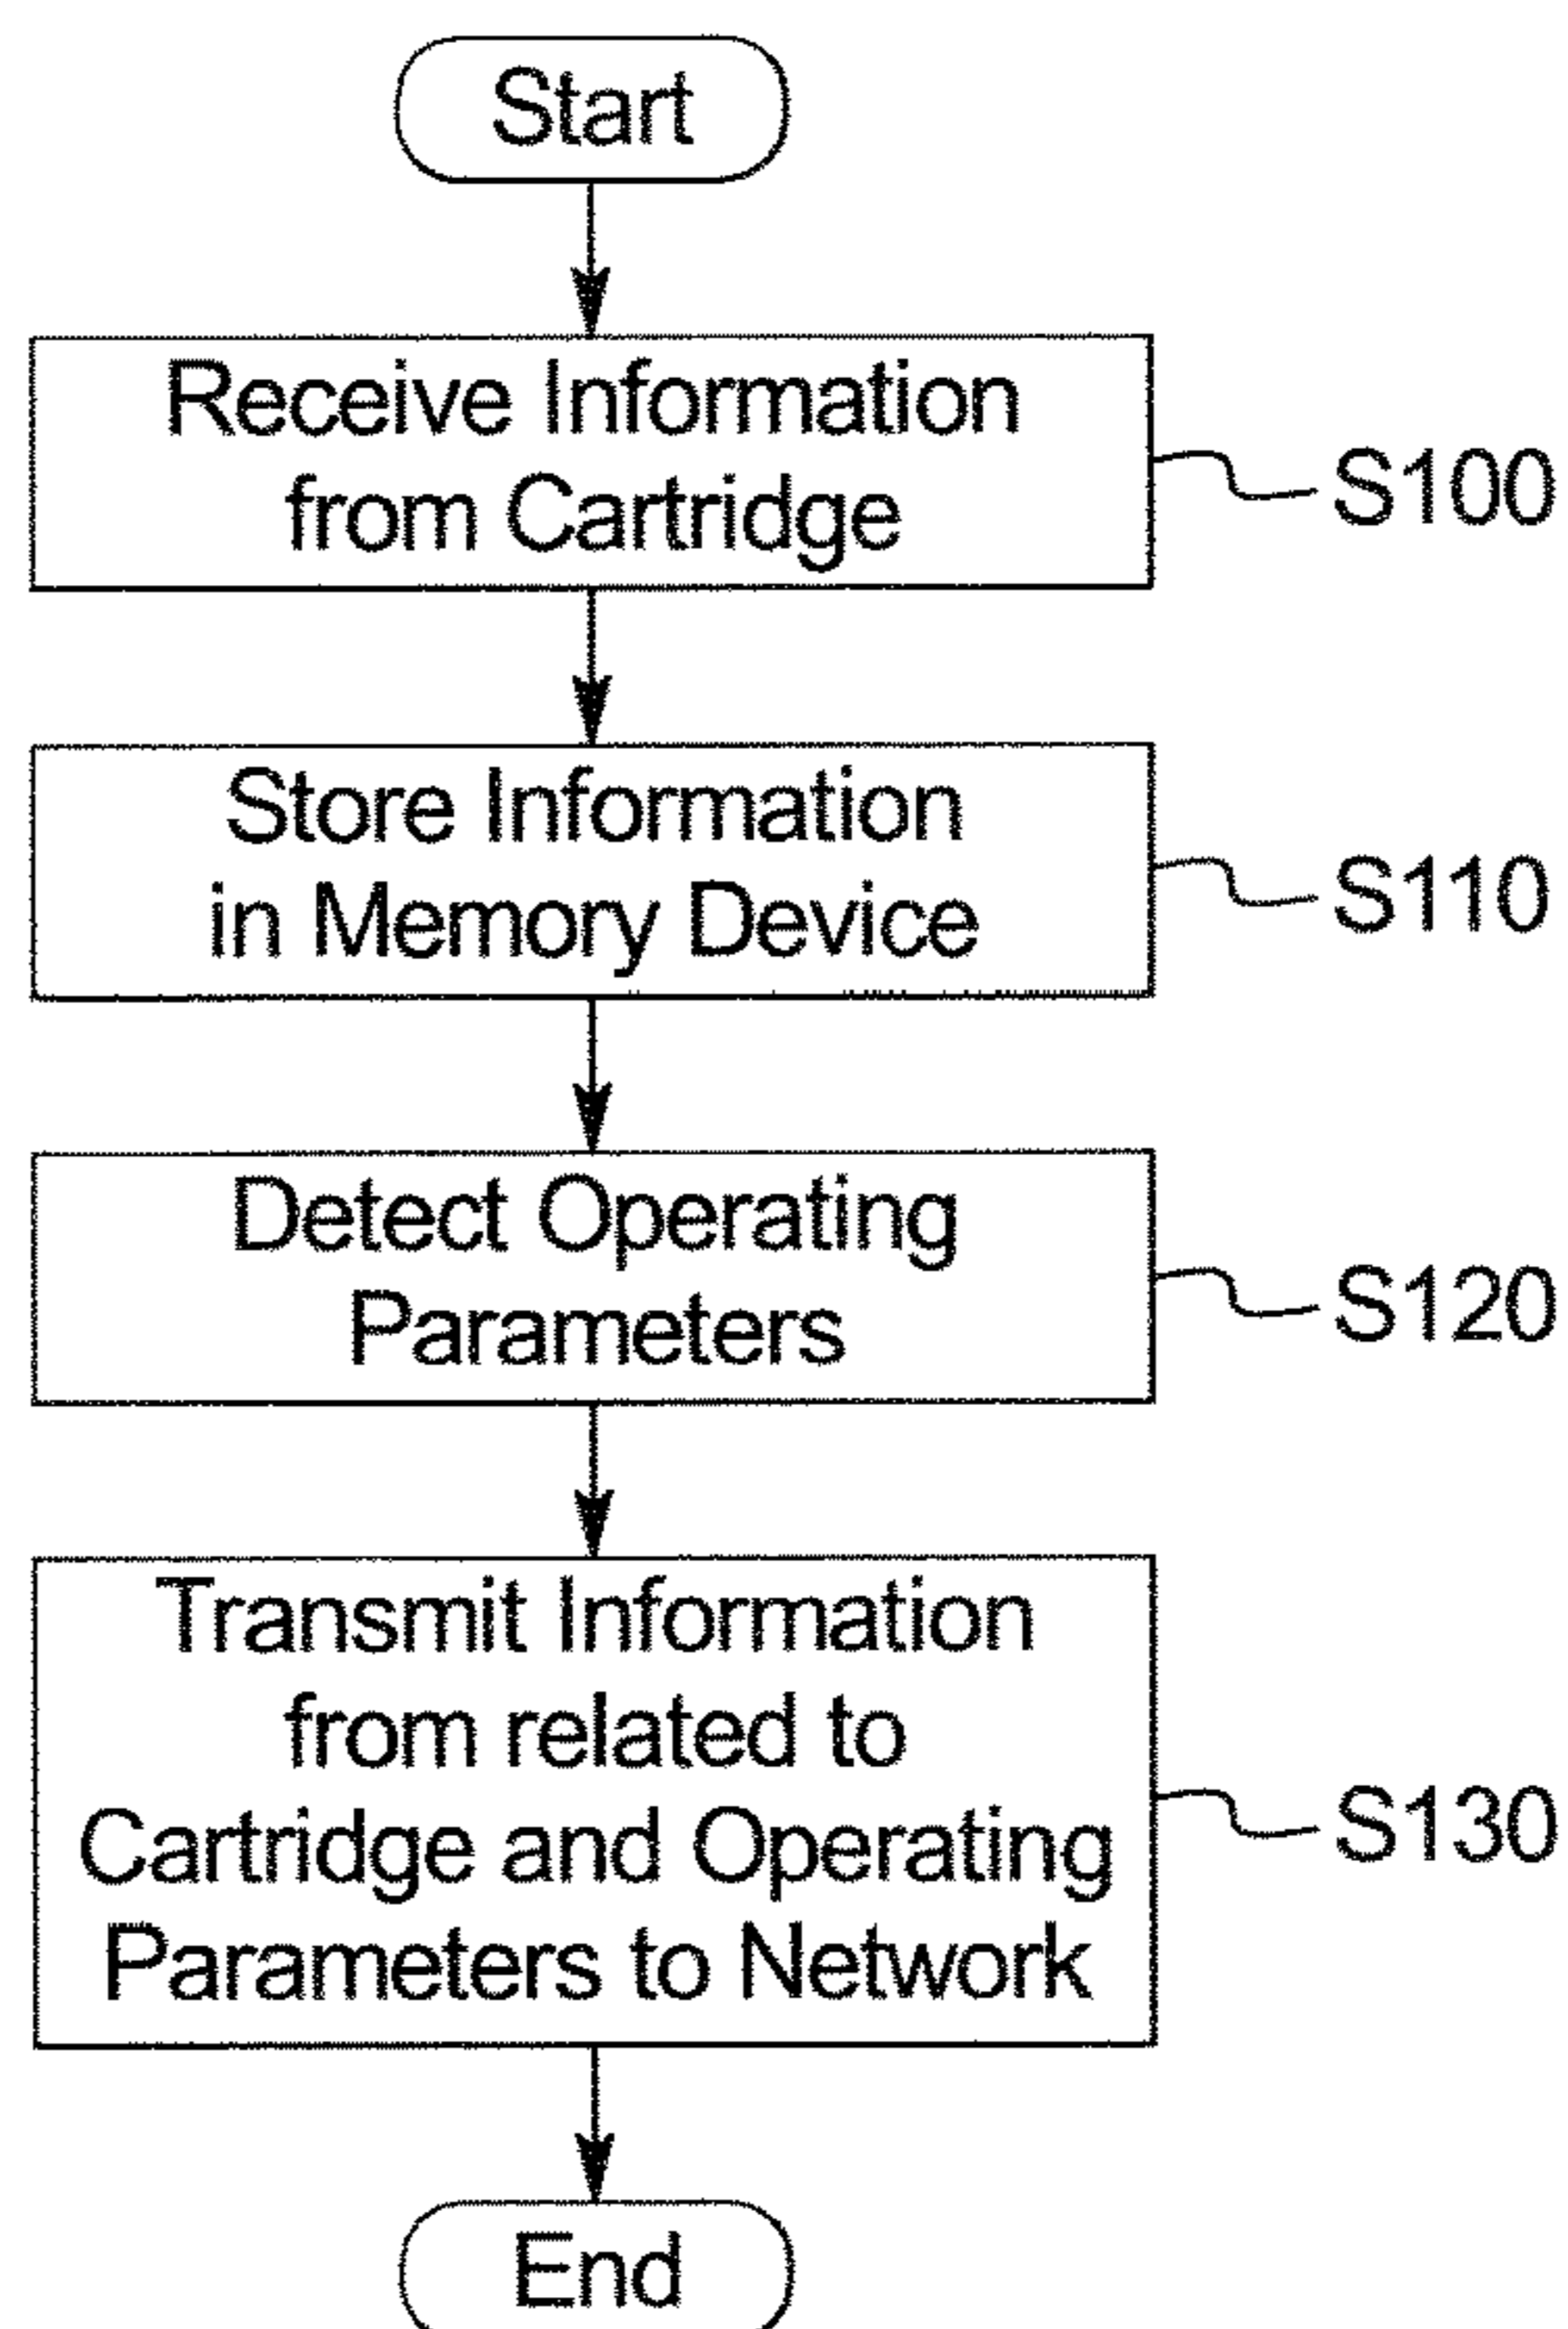 Start
Receive Information
from Cartridge
S100
Store Information
in Memory Device
S110
Detect Operating
Parameters
S120
Transmit Information
from related to
Cartridge and Operating
Parameters to Network
S130
End